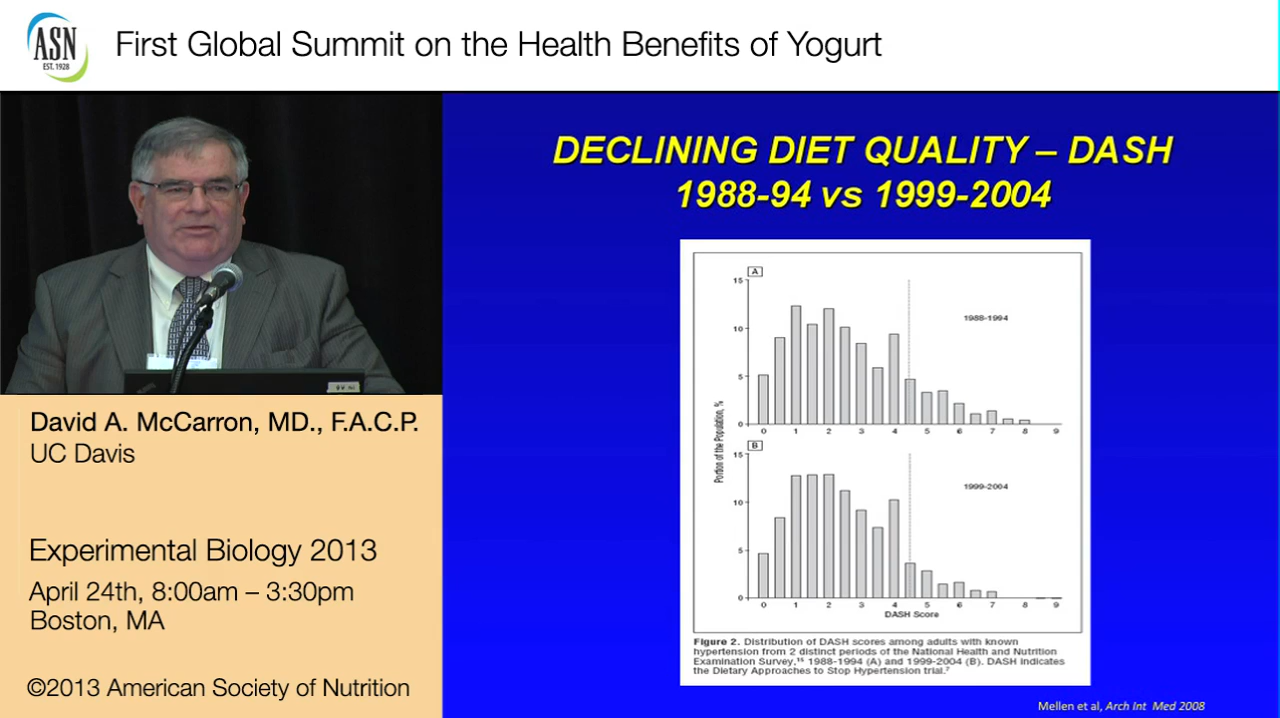 ASN
EST. 1928
First Global Summit on the Health Benefits of Yogurt
David A. McCarron, MD., F.A.C.P.
UC Davis
Experimental Biology 2013
April 24th, 8:00am – 3:30pm
Boston, MA
©2013 American Society of Nutrition
DECLINING DIET QUALITY – DASH
1988-94 vs 1999-2004
Portion of the Population, %
A
15
10
5
0
1988-1994
0 1 2 3 4 5 6 7 8 9
B
15
10
5
0
1999-2004
0 1 2 3 4 5 6 7 8 9
DASH Score
Figure 2. Distribution of DASH scores among adults with known
hypertension from 2 distinct periods of the National Health and Nutrition
Examination Survey,¹⁵ 1988-1994 (A) and 1999-2004 (B). DASH indicates
the Dietary Approaches to Stop Hypertension trial.⁷
Mellen et al, Arch Int Med 2008